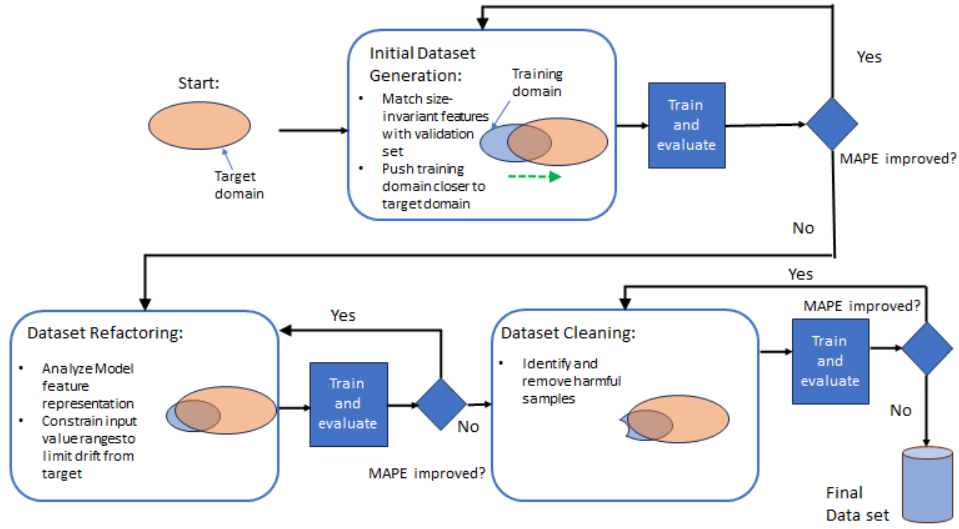 Start:
Target
domain
Initial Dataset
Generation:
• Match size-
invariant features
with validation
set
• Push training
domain closer to
target domain
Training
domain
Train
and
evaluate
Yes
MAPE improved?
No
Dataset Refactoring:
• Analyze Model
feature
representation
• Constrain input
value ranges to
limit drift from
target
Train
and
evaluate
Yes
No
MAPE improved?
Dataset Cleaning:
• Identify and
remove harmful
samples
Yes
MAPE improved?
Train
and
evaluate
No
Final
Data set